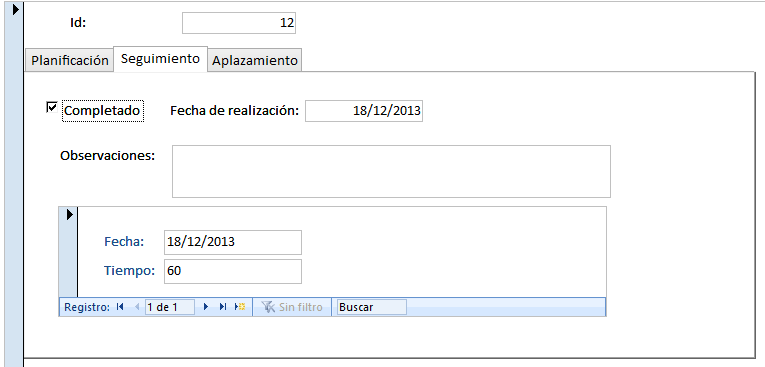 Id: 12
Planificación Seguimiento Aplazamiento
Completado Fecha de realización: 18/12/2013
Observaciones:
Fecha: 18/12/2013
Tiempo: 60
Registro: 1 de 1 Sin filtro Buscar